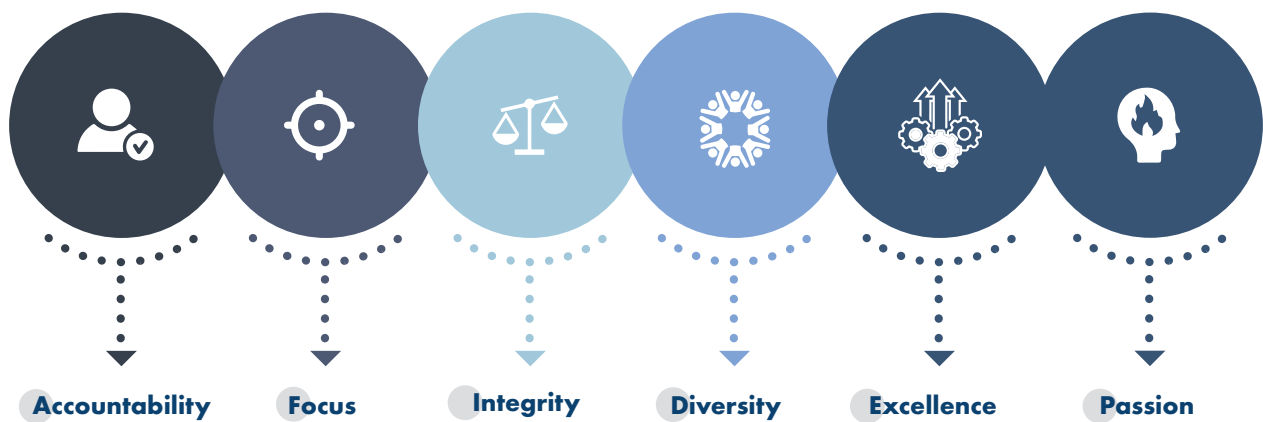 Accountability
Focus
Integrity
Diversity
Excellence
Passion